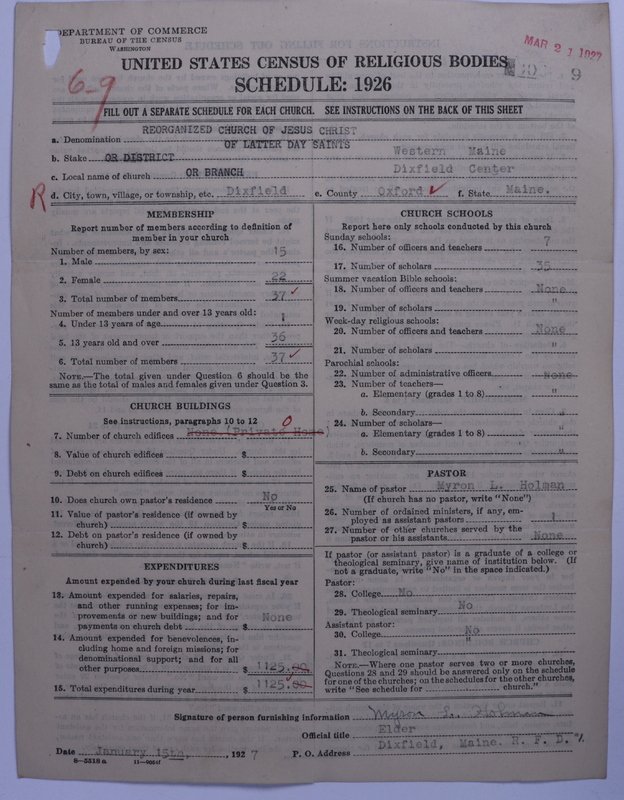 DEPARTMENT OF COMMERCE
BUREAU OF THE CENSUS
WASHINGTON
MAR 21 1927
UNITED STATES CENSUS OF RELIGIOUS BODIES
SCHEDULE: 1926
9
6-9
FILL OUT A SEPARATE SCHEDULE FOR EACH CHURCH. SEE INSTRUCTIONS ON THE BACK OF THIS SHEET
REORGANIZED CHURCH OF JESUS CHRIST
a. Denomination OF LATTER DAY SAINTS
b. Stake OR DISTRICT Western Maine
c. Local name of church OR BRANCH Dixfield Center
R d. City, town, village, or township, etc. Dixfield e. County Oxford ✓ f. State Maine.
MEMBERSHIP
Report number of members according to definition of
member in your church
Number of members, by sex:
1. Male 15
2. Female 22
3. Total number of members 37 ✓
Number of members under and over 13 years old:
4. Under 13 years of age 1
5. 13 years old and over 36
6. Total number of members 37 ✓
NOTE.—The total given under Question 6 should be the
same as the total of males and females given under Question 3.
CHURCH BUILDINGS
See instructions, paragraphs 10 to 12 0
7. Number of church edifices None (Private Home)
8. Value of church edifices $
9. Debt on church edifices $
10. Does church own pastor's residence No
Yes or No
11. Value of pastor's residence (if owned by
church) $
12. Debt on pastor's residence (if owned by
church) $
EXPENDITURES
Amount expended by your church during last fiscal year
13. Amount expended for salaries, repairs,
and other running expenses; for im-
provements or new buildings; and for
payments on church debt $ None
14. Amount expended for benevolences, in-
cluding home and foreign missions; for
denominational support; and for all
other purposes $ 1125.00
15. Total expenditures during year $ 1125.00
CHURCH SCHOOLS
Report here only schools conducted by this church
Sunday schools:
16. Number of officers and teachers 7
17. Number of scholars 35
Summer vacation Bible schools:
18. Number of officers and teachers None
19. Number of scholars "
Week-day religious schools:
20. Number of officers and teachers None
21. Number of scholars "
Parochial schools:
22. Number of administrative officers None
23. Number of teachers—
a. Elementary (grades 1 to 8) "
b. Secondary "
24. Number of scholars—
a. Elementary (grades 1 to 8) "
b. Secondary "
PASTOR
25. Name of pastor Myron L. Holman
(If church has no pastor, write "None")
26. Number of ordained ministers, if any, em-
ployed as assistant pastors 1
27. Number of other churches served by the
pastor or his assistants None
If pastor (or assistant pastor) is a graduate of a college or
theological seminary, give name of institution below. (If
not a graduate, write "No" in the space indicated.)
Pastor:
28. College No
29. Theological seminary No
Assistant pastor:
30. College No
31. Theological seminary "
NOTE.—Where one pastor serves two or more churches,
Questions 28 and 29 should be answered only on the schedule
for one of the churches; on the schedules for the other churches,
write "See schedule for church."
Signature of person furnishing information Myron L. Holman
Official title Elder
Date January 15th, 1927 P. O. Address Dixfield, Maine. R. F. D. %1.
8—5318 a 11—9051f